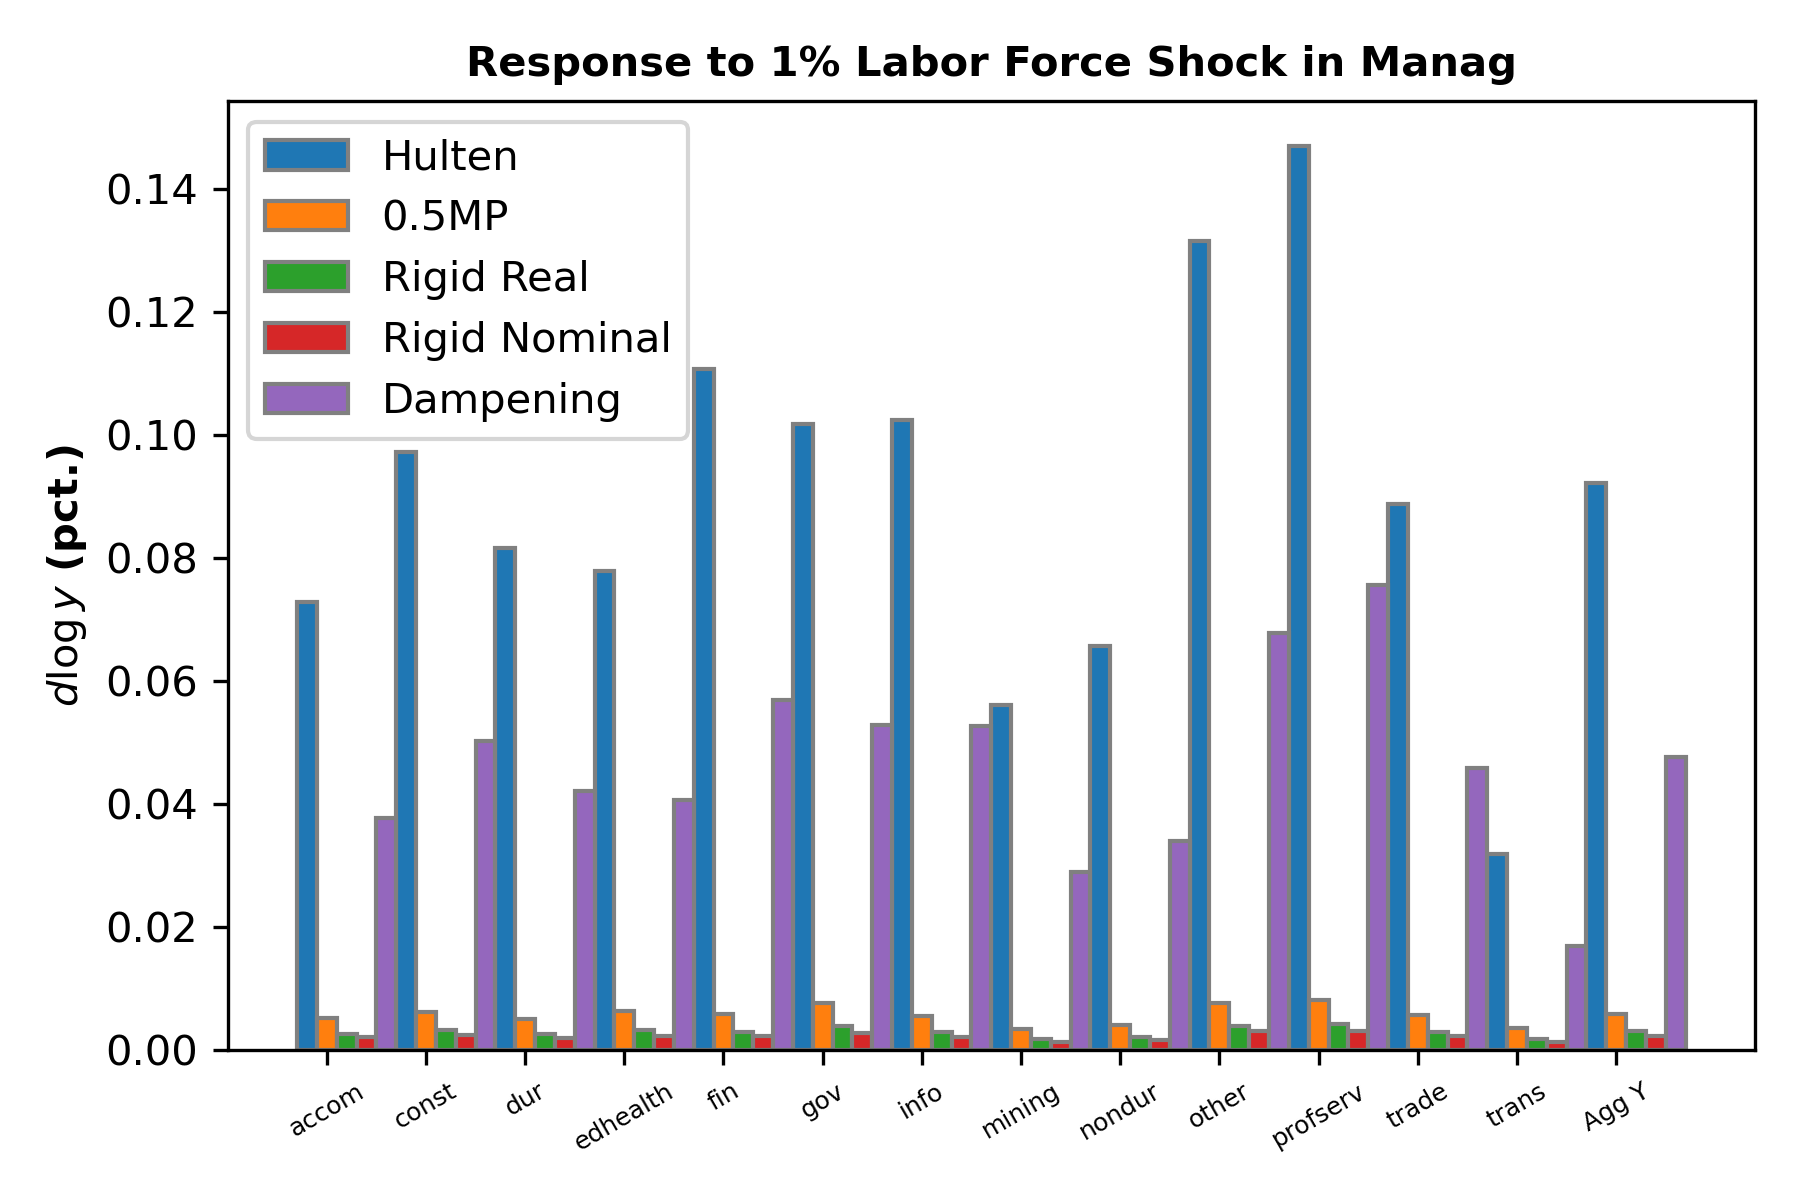 Response to 1% Labor Force Shock in Manag
Hulten
0.5MP
Rigid Real
Rigid Nominal
Dampening
dlog y (pct.)
0.14
0.12
0.10
0.08
0.06
0.04
0.02
0.00
accom
const
dur
edhealth
fin
gov
info
mining
nondur
other
profserv
trade
trans
Agg Y